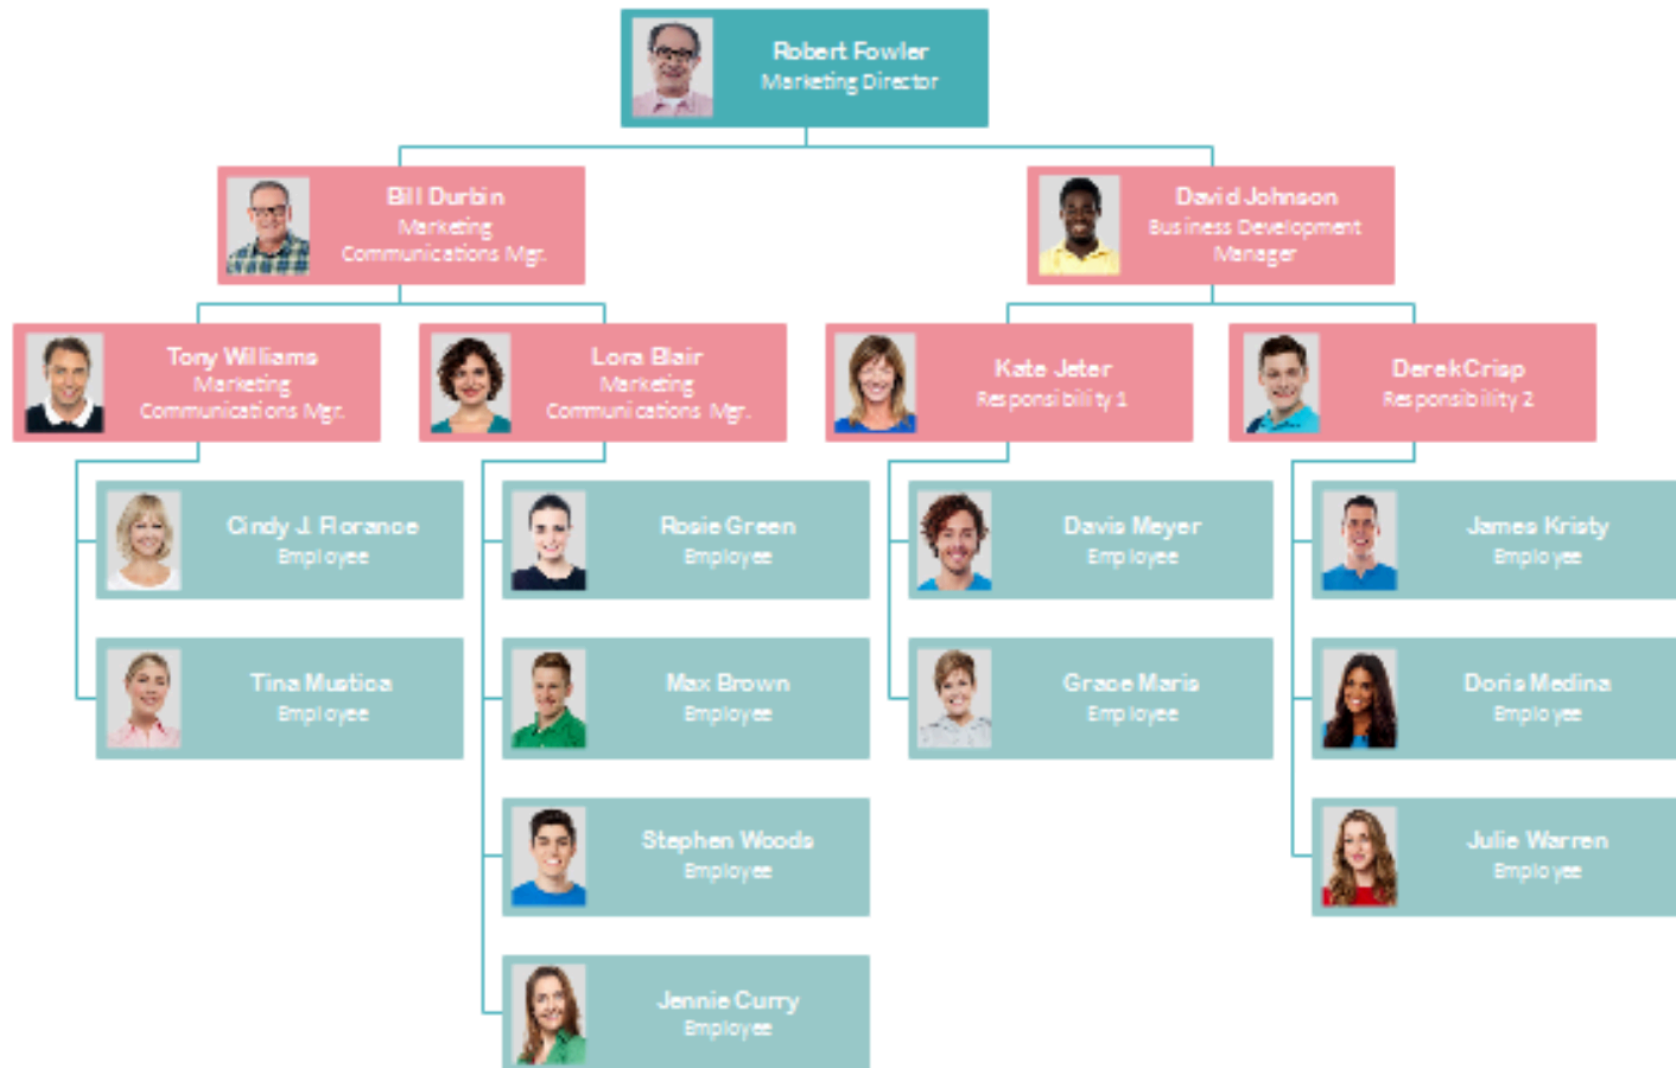 Robert Fowler
Marketing Director
Bill Durbin
Marketing
Communications Mgr.
David Johnson
Business Development
Manager
Tony Williams
Marketing
Communications Mgr.
Lora Blair
Marketing
Communications Mgr.
Kate Jeter
Responsibility 1
Derek Crisp
Responsibility 2
Cindy J. Florance
Employee
Rosie Green
Employee
Davis Meyer
Employee
James Kristy
Employee
Tina Mustica
Employee
Max Brown
Employee
Grace Maris
Employee
Doris Medina
Employee
Stephen Woods
Employee
Julie Warren
Employee
Jennie Curry
Employee